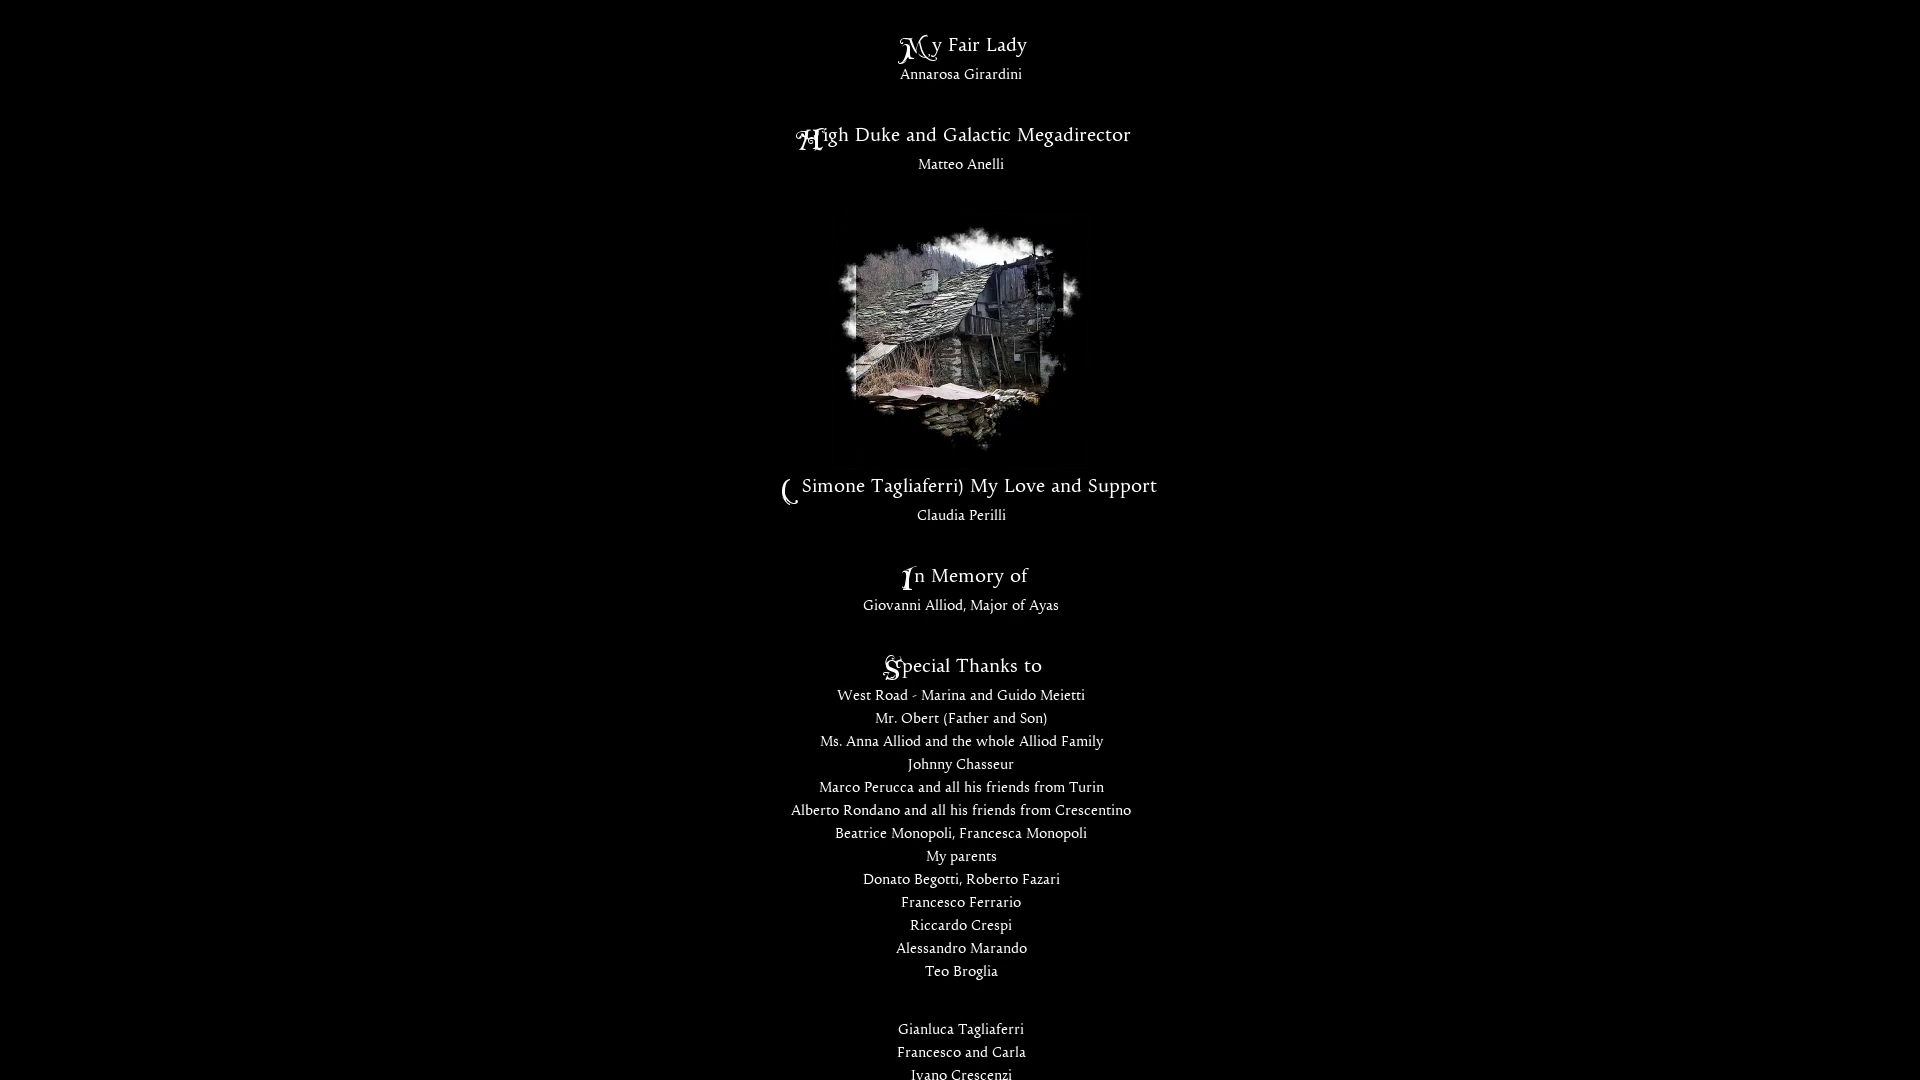 My Fair Lady
Annarosa Girardini
High Duke and Galactic Megadirector
Matteo Anelli
(Simone Tagliaferri) My Love and Support
Claudia Perilli
In Memory of
Giovanni Alliod, Major of Ayas
Special Thanks to
West Road - Marina and Guido Meietti
Mr. Obert (Father and Son)
Ms. Anna Alliod and the whole Alliod Family
Johnny Chasseur
Marco Perucca and all his friends from Turin
Alberto Rondano and all his friends from Crescentino
Beatrice Monopoli, Francesca Monopoli
My parents
Donato Begotti, Roberto Fazari
Francesco Ferrario
Riccardo Crespi
Alessandro Marando
Teo Broglia
Gianluca Tagliaferri
Francesco and Carla
Ivano Crescenzi